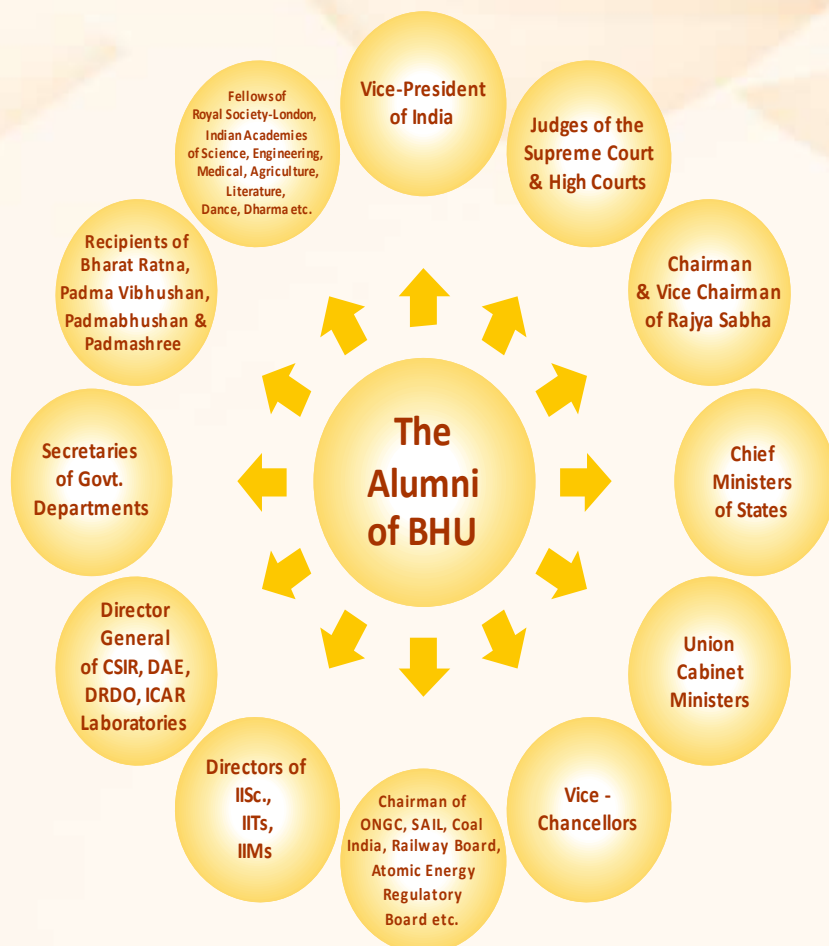 The
Alumni
of BHU
Vice-President
of India
Judges of the
Supreme Court
& High Courts
Chairman
& Vice Chairman
of Rajya Sabha
Chief
Ministers
of States
Union
Cabinet
Ministers
Vice -
Chancellors
Chairman of
ONGC, SAIL, Coal
India, Railway Board,
Atomic Energy
Regulatory
Board etc.
Directors of
IISc.,
IITs,
IIMs
Director
General
of CSIR, DAE,
DRDO, ICAR
Laboratories
Secretaries
of Govt.
Departments
Recipients of
Bharat Ratna,
Padma Vibhushan,
Padmabhushan &
Padmashree
Fellows of
Royal Society-London,
Indian Academies
of Science, Engineering,
Medical, Agriculture,
Literature,
Dance, Dharma etc.